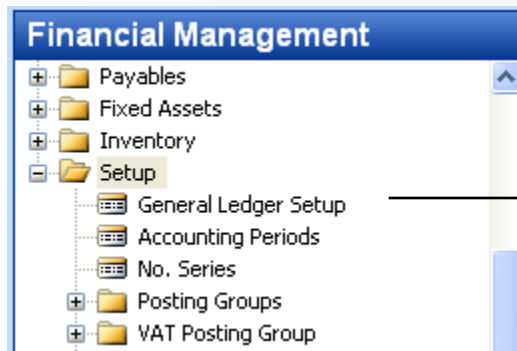 Financial Management
Payables
Fixed Assets
Inventory
Setup
General Ledger Setup
Accounting Periods
No. Series
Posting Groups
VAT Posting Group